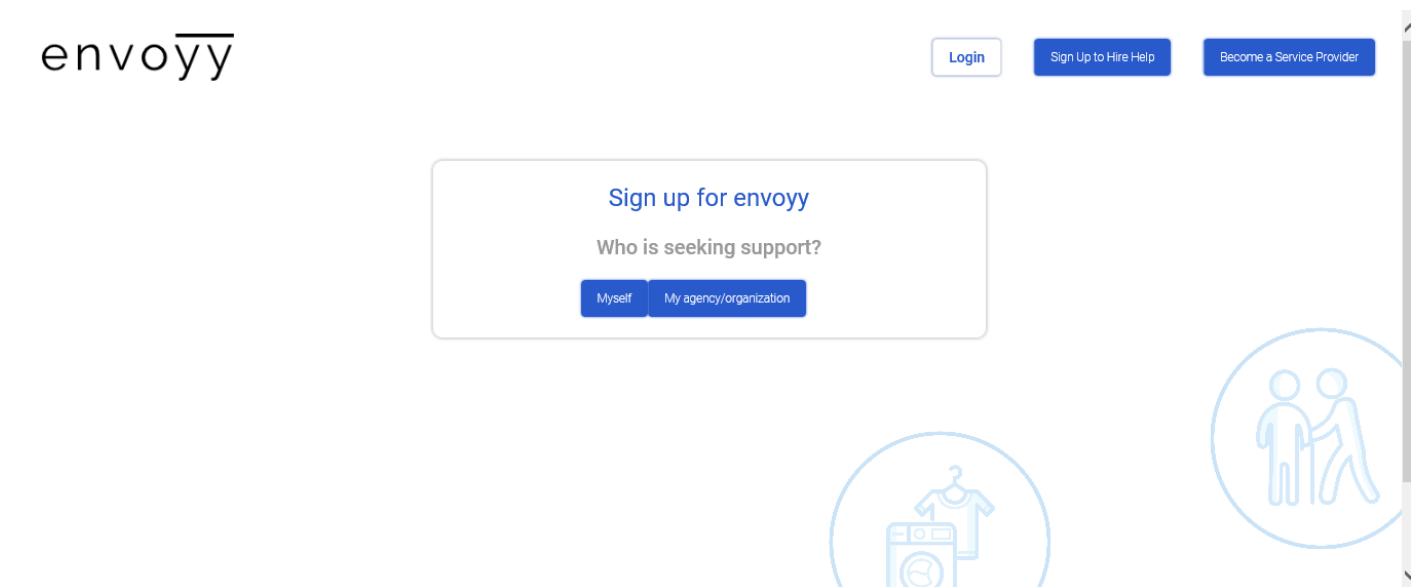 envoyy
Login
Sign Up to Hire Help
Become a Service Provider
Sign up for envoyy
Who is seeking support?
Myself
My agency/organization